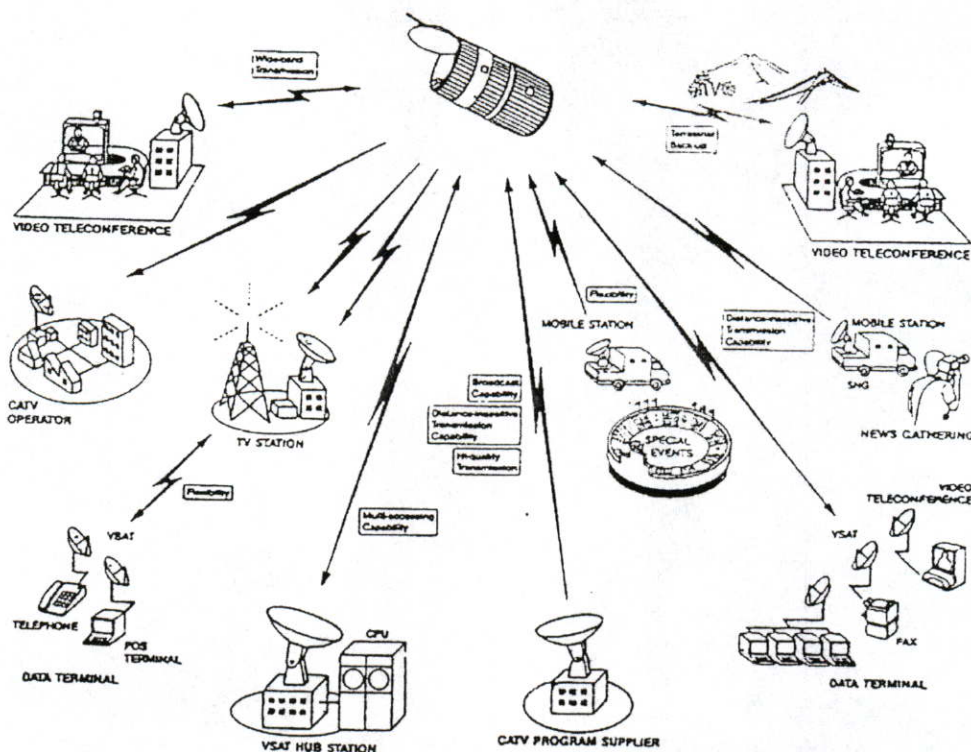 Wide-band
Transmission
Terrestrial
Back-up
VIDEO TELECONFERENCE
VIDEO TELECONFERENCE
Flexibility
MOBILE STATION
Distance-insensitive
Transmission
Capability
MOBILE STATION
SNG
CATV
OPERATOR
TV STATION
Broadcast
Capability
Distance-insensitive
Transmission
Capability
Hi-quality
Transmission
SPECIAL
EVENTS
NEWS GATHERING
Flexibility
Multi-accessing
Capability
VIDEO
TELECONFERENCE
VSAT
VSAT
TELEPHONE
POS
TERMINAL
DATA TERMINAL
CPU
FAX
DATA TERMINAL
VSAT HUB STATION
CATV PROGRAM SUPPLIER